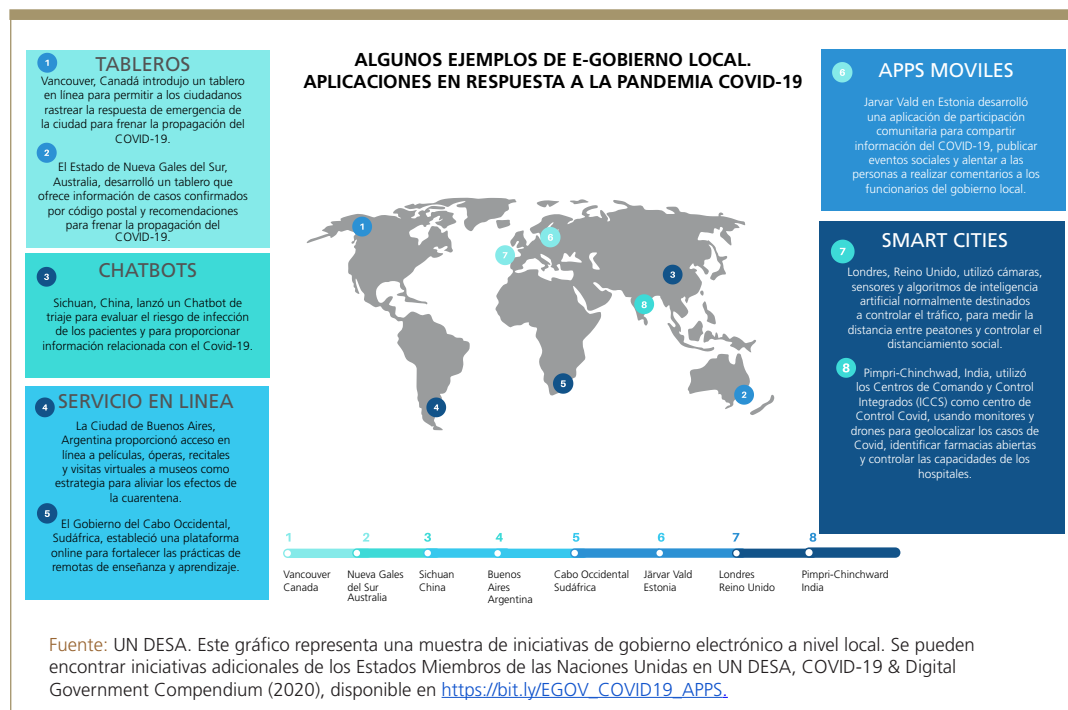 ALGUNOS EJEMPLOS DE E-GOBIERNO LOCAL.
APLICACIONES EN RESPUESTA A LA PANDEMIA COVID-19
1
TABLEROS
Vancouver, Canadá introdujo un tablero
en línea para permitir a los ciudadanos
rastrear la respuesta de emergencia de
la ciudad para frenar la propagación del
COVID-19.
2
El Estado de Nueva Gales del Sur,
Australia, desarrolló un tablero que
ofrece información de casos confirmados
por código postal y recomendaciones
para frenar la propagación del
COVID-19.
3
CHATBOTS
Sichuan, China, lanzó un Chatbot de
triaje para evaluar el riesgo de infección
de los pacientes y para proporcionar
información relacionada con el Covid-19.
4
SERVICIO EN LINEA
La Ciudad de Buenos Aires,
Argentina proporcionó acceso en
línea a películas, óperas, recitales
y visitas virtuales a museos como
estrategia para aliviar los efectos de
la cuarentena.
5
El Gobierno del Cabo Occidental,
Sudáfrica, estableció una plataforma
online para fortalecer las prácticas de
remotas de enseñanza y aprendizaje.
1
6
7
3
8
5
4
2
6
APPS MOVILES
Jarvar Vald en Estonia desarrolló
una aplicación de participación
comunitaria para compartir
información del COVID-19, publicar
eventos sociales y alentar a las
personas a realizar comentarios a los
funcionarios del gobierno local.
7
SMART CITIES
Londres, Reino Unido, utilizó cámaras,
sensores y algoritmos de inteligencia
artificial normalmente destinados
a controlar el tráfico, para medir la
distancia entre peatones y controlar el
distanciamiento social.
8
Pimpri-Chinchwad, India, utilizó
los Centros de Comando y Control
Integrados (ICCS) como centro de
Control Covid, usando monitores y
drones para geolocalizar los casos de
Covid, identificar farmacias abiertas
y controlar las capacidades de los
hospitales.
1 2 3 4 5 6 7 8
Vancouver
Canada
Nueva Gales
del Sur
Australia
Sichuan
China
Buenos
Aires
Argentina
Cabo Occidental
Sudáfrica
Järvar Vald
Estonia
Londres
Reino Unido
Pimpri-Chinchward
India
Fuente: UN DESA. Este gráfico representa una muestra de iniciativas de gobierno electrónico a nivel local. Se pueden
encontrar iniciativas adicionales de los Estados Miembros de las Naciones Unidas en UN DESA, COVID-19 & Digital
Government Compendium (2020), disponible en https://bit.ly/EGOV_COVID19_APPS.